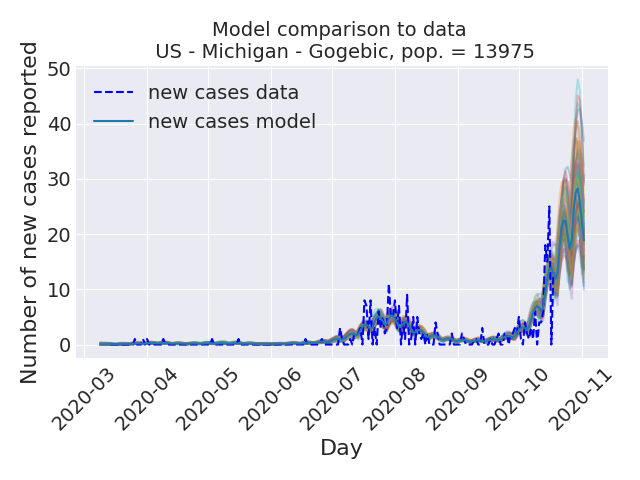 Model comparison to data
US - Michigan - Gogebic, pop. = 13975
Number of new cases reported
50
40
30
20
10
0
new cases data
new cases model
2020-03
2020-04
2020-05
2020-06
2020-07
2020-08
2020-09
2020-10
2020-11
Day